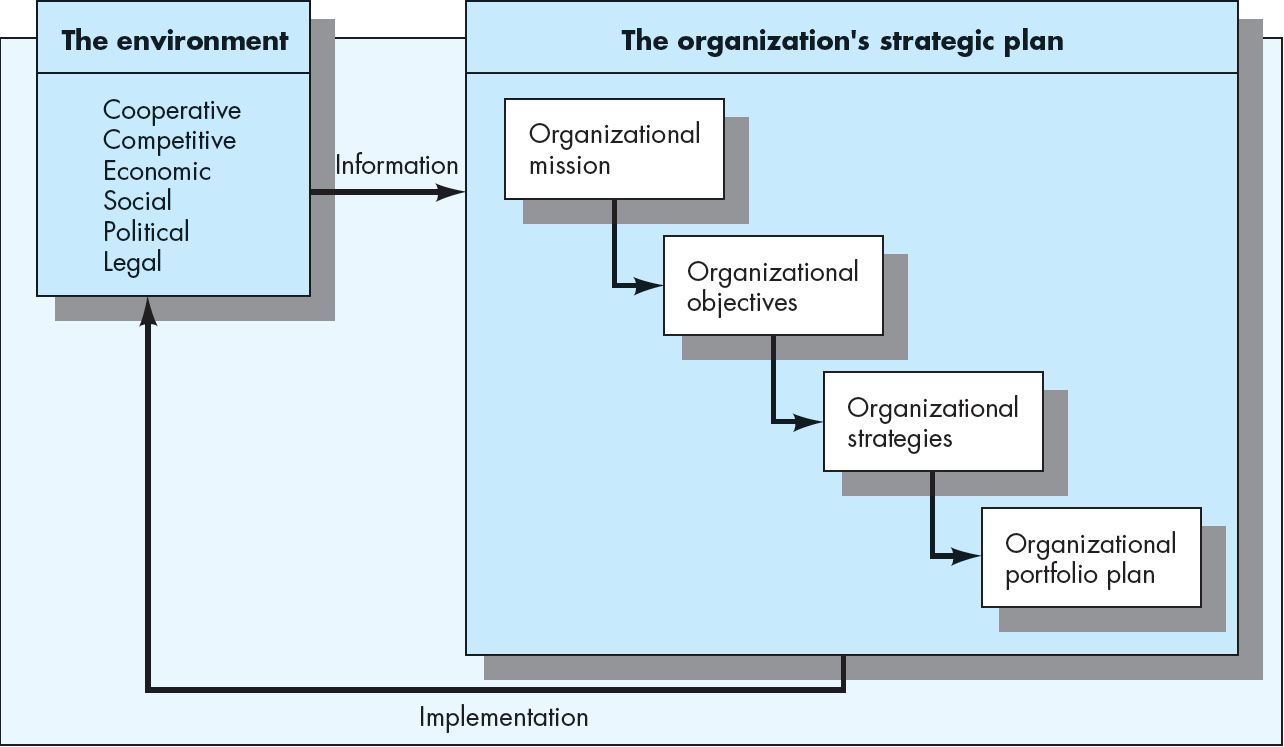 The environment
Cooperative
Competitive
Economic
Social
Political
Legal
Information
The organization's strategic plan
Organizational
mission
Organizational
objectives
Organizational
strategies
Organizational
portfolio plan
Implementation